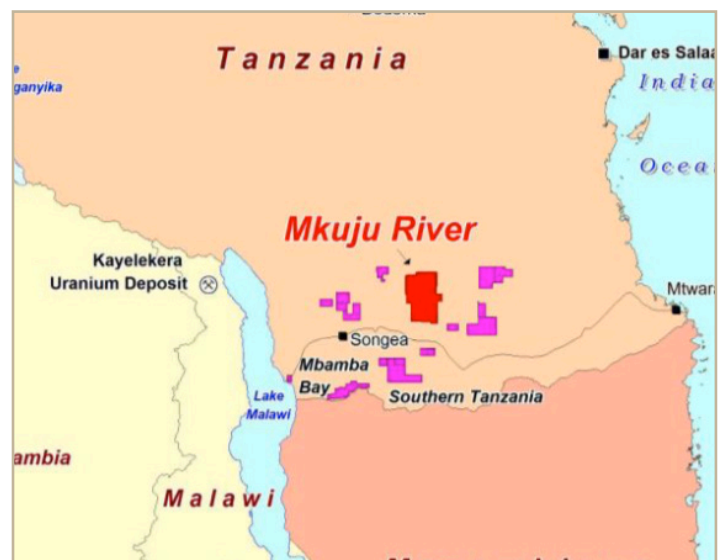 Tanzania
Dar es Salaa
India
Ocea
ganyika
Mkuju River
Kayelekera
Uranium Deposit
Mtwar
Songea
Mbamba
Bay
Southern Tanzania
Lake
Malawi
ambia
Malawi